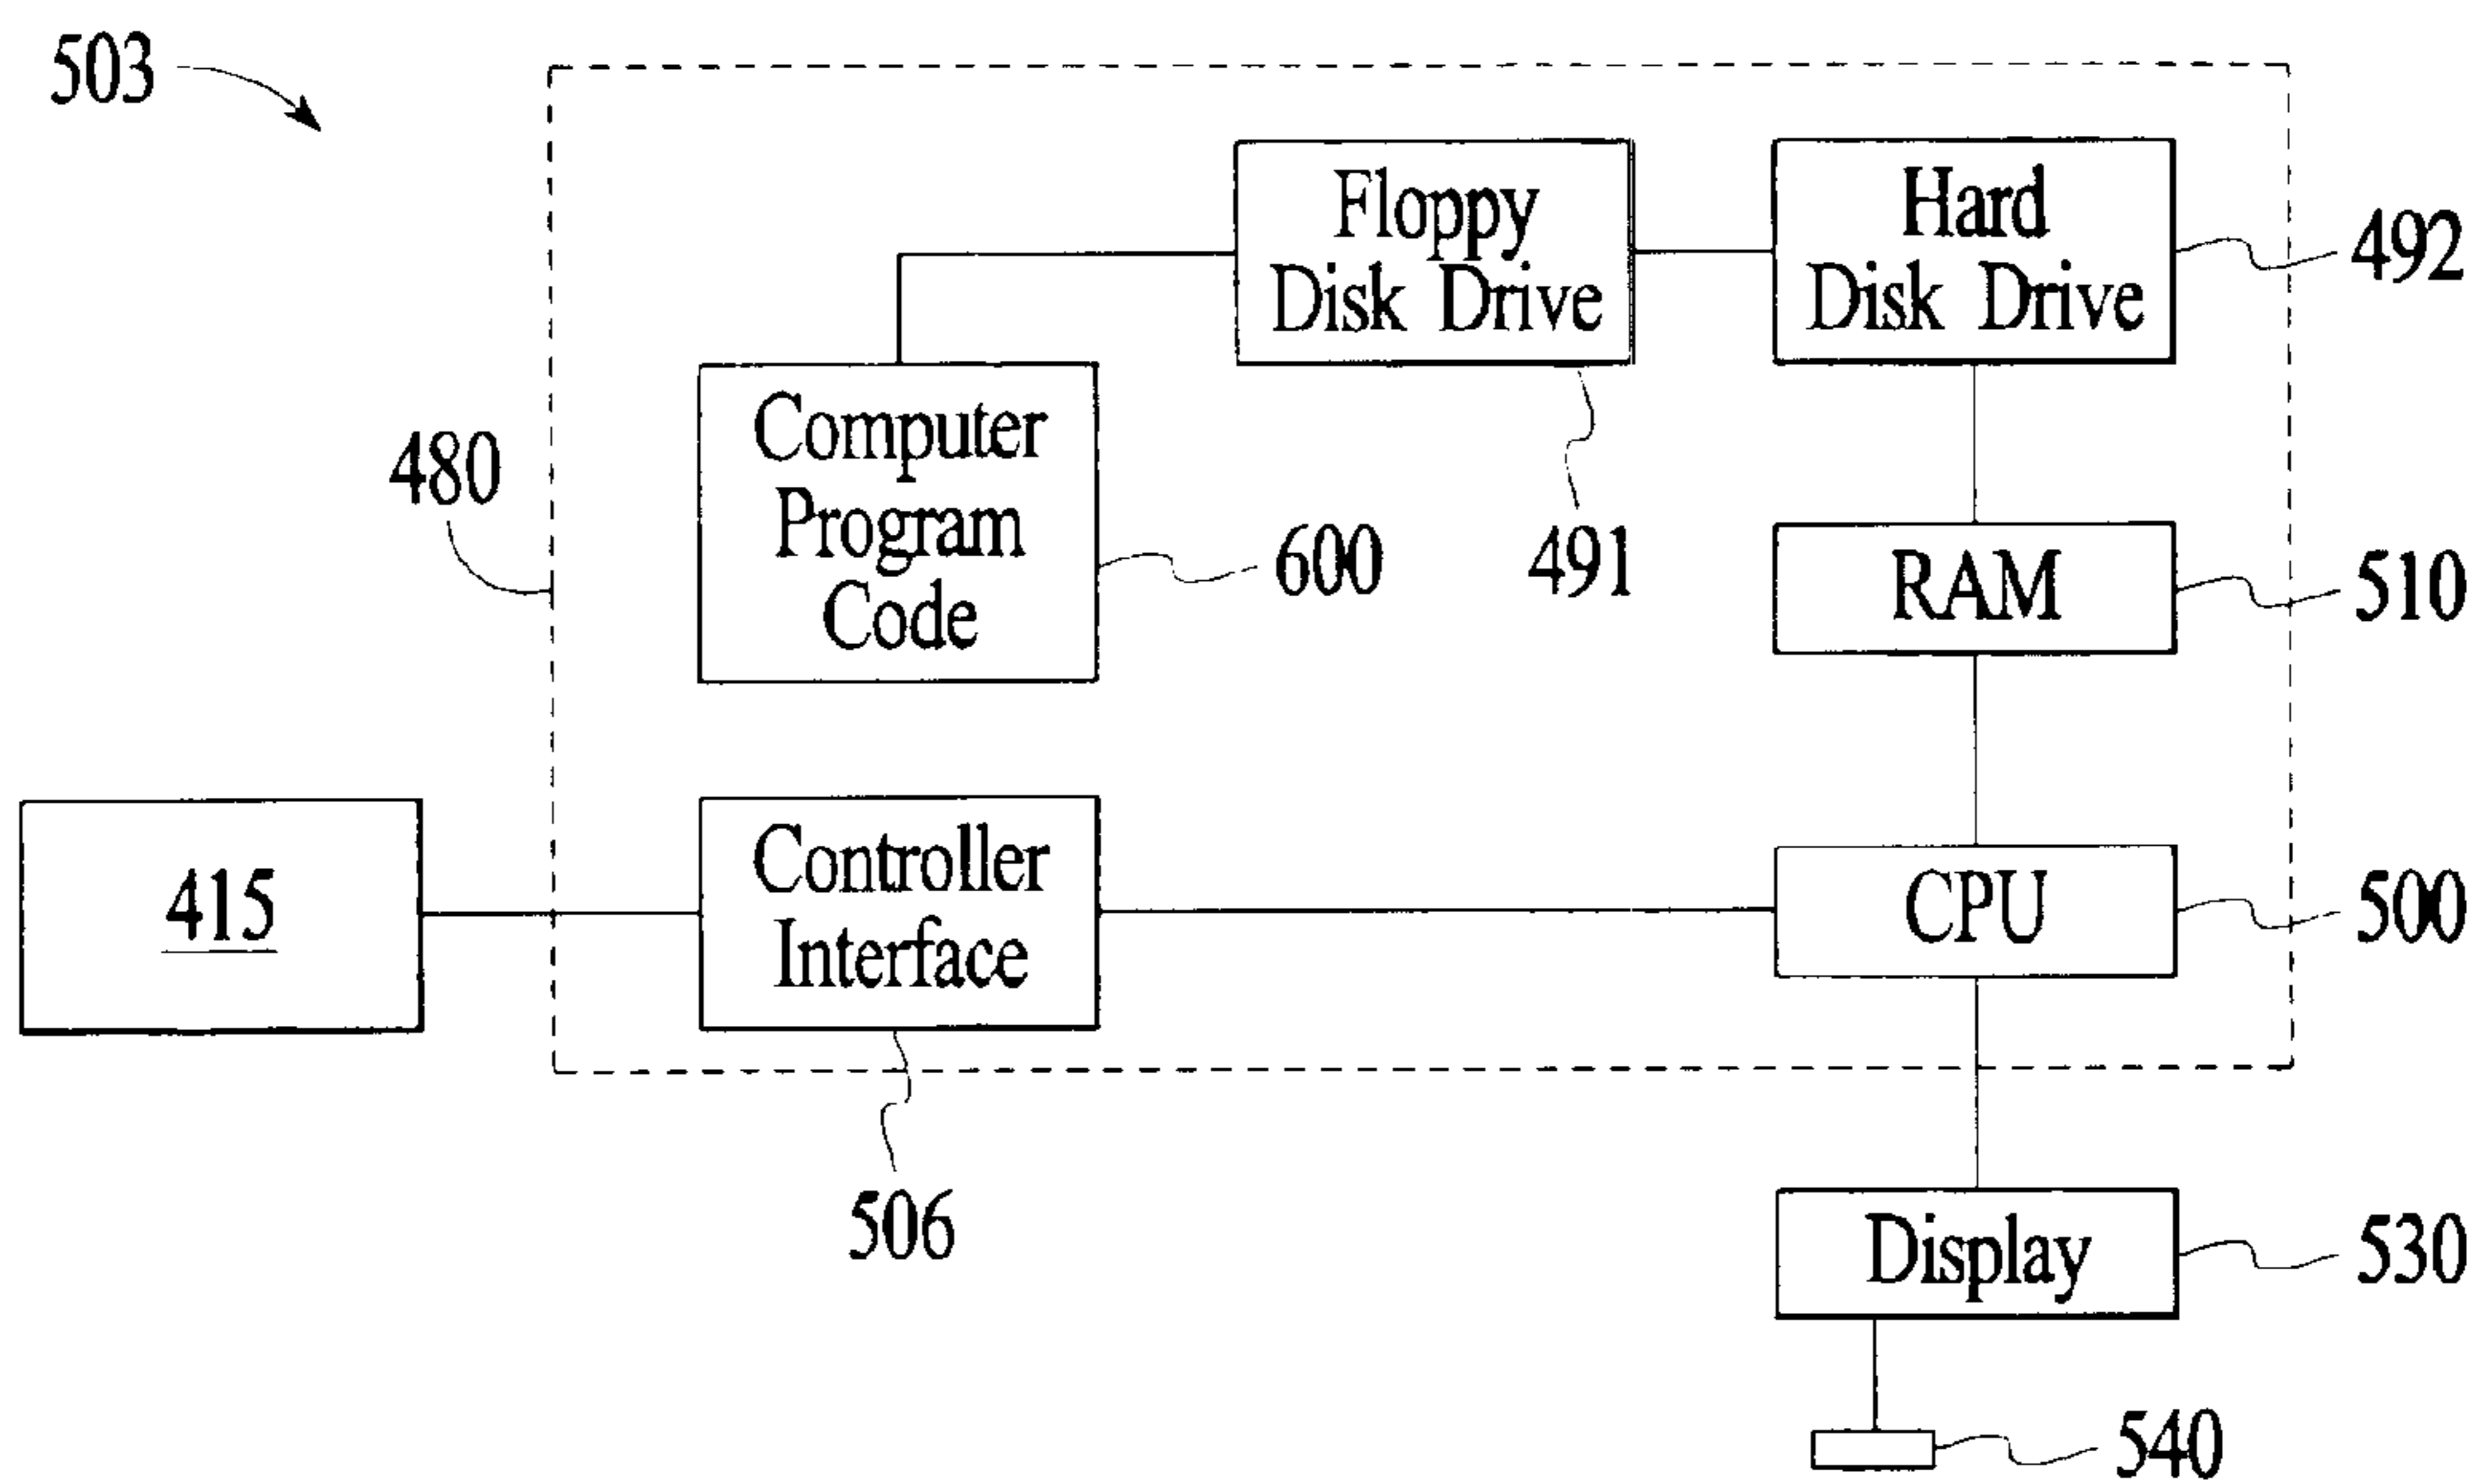 503
Floppy
Disk Drive
Hard
Disk Drive
492
480
Computer
Program
Code
600
491
RAM
510
415
Controller
Interface
CPU
500
506
Display
530
540